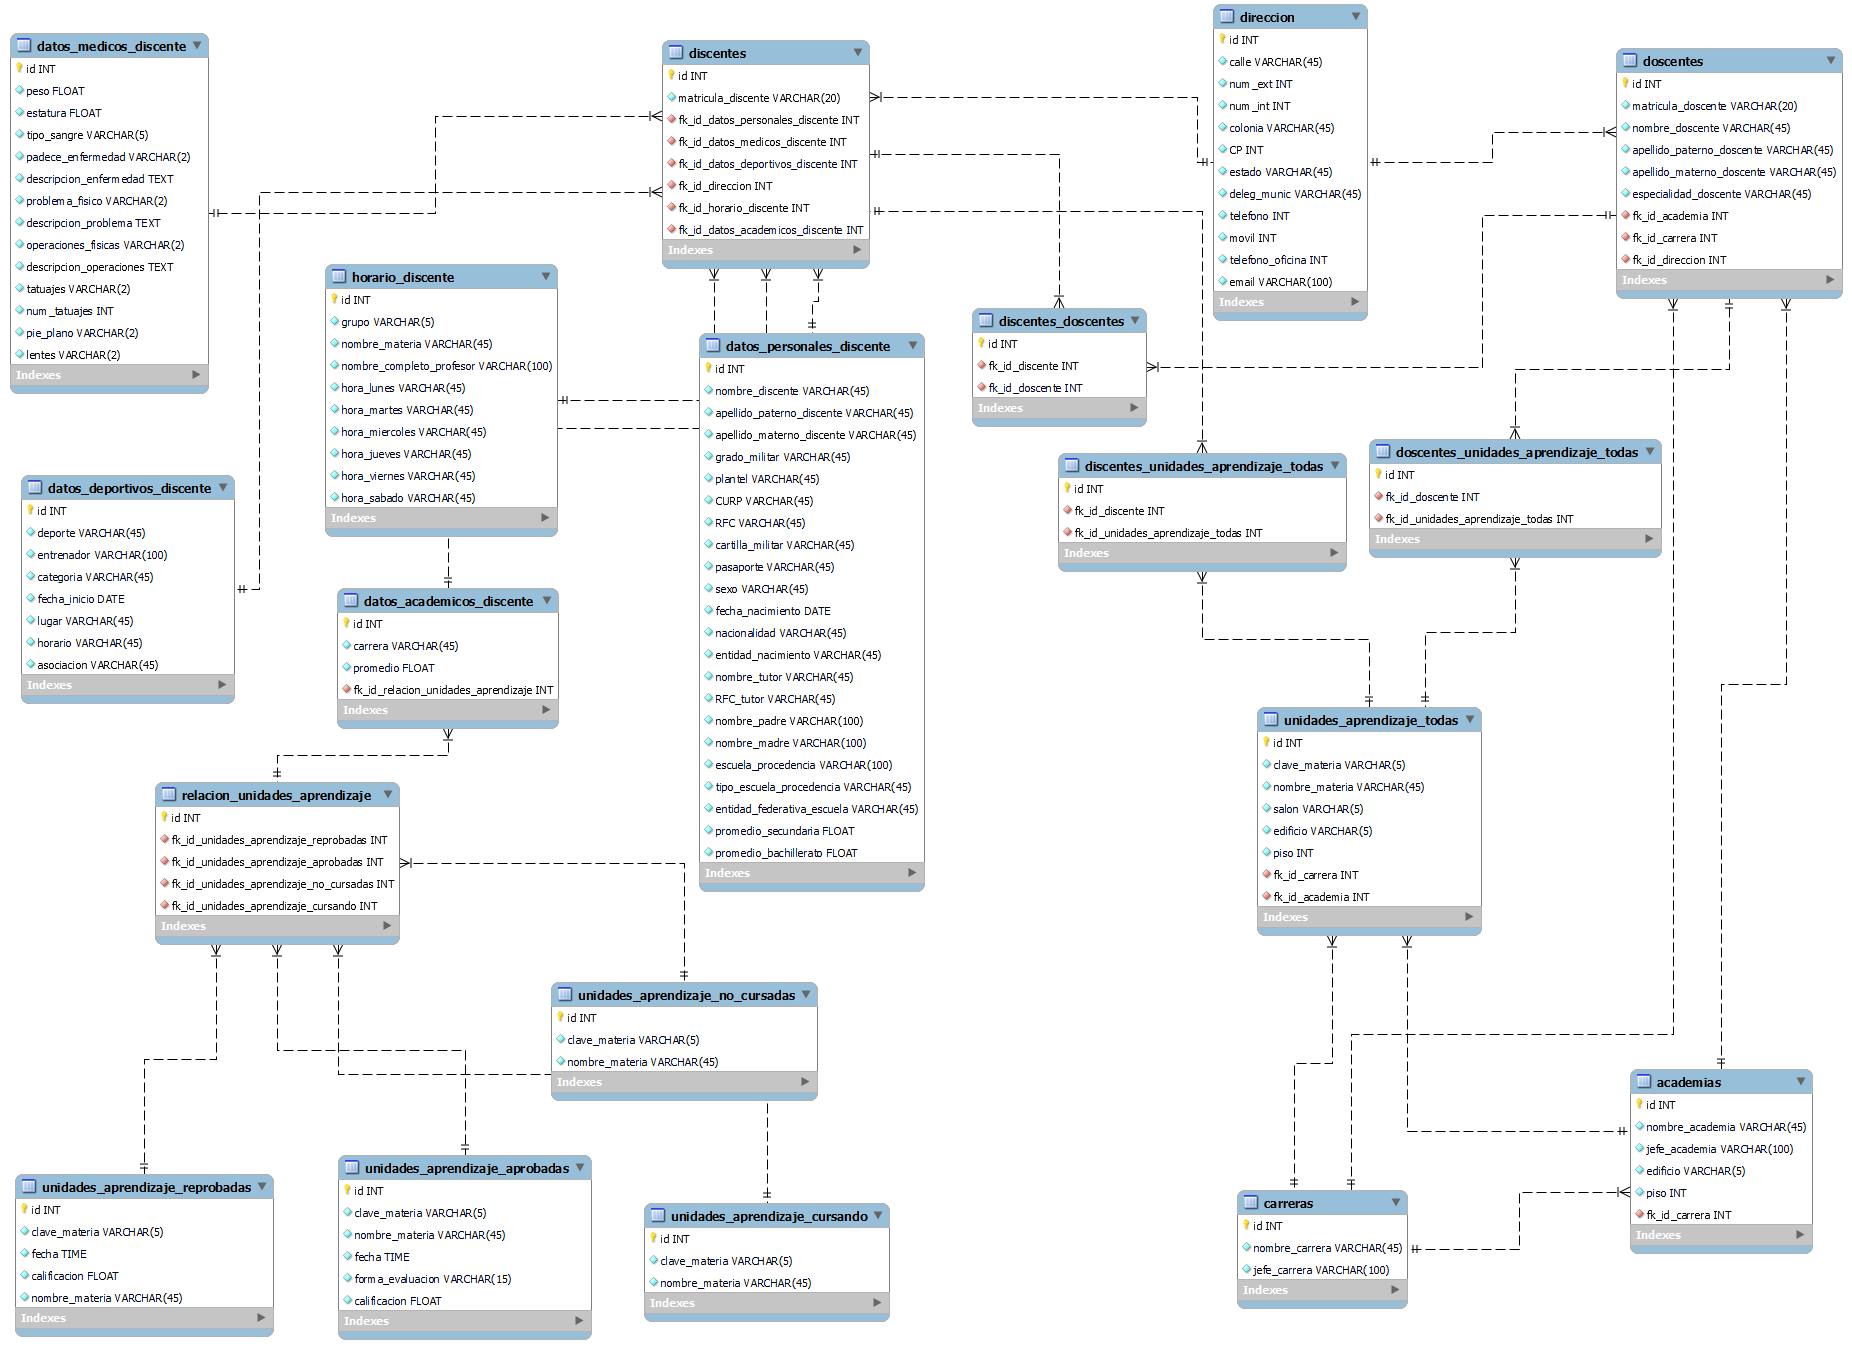 datos_medicos_discente
id INT
peso FLOAT
estatura FLOAT
tipo_sangre VARCHAR(5)
padece_enfermedad VARCHAR(2)
descripcion_enfermedad TEXT
problema_fisico VARCHAR(2)
descripcion_problema TEXT
operaciones_fisicas VARCHAR(2)
descripcion_operaciones TEXT
tatuajes VARCHAR(2)
num_tatuajes INT
pie_plano VARCHAR(2)
lentes VARCHAR(2)
Indexes
discentes
id INT
matricula_discente VARCHAR(20)
fk_id_datos_personales_discente INT
fk_id_datos_medicos_discente INT
fk_id_datos_deportivos_discente INT
fk_id_direccion INT
fk_id_horario_discente INT
fk_id_datos_academicos_discente INT
Indexes
direccion
id INT
calle VARCHAR(45)
num_ext INT
num_int INT
colonia VARCHAR(45)
CP INT
estado VARCHAR(45)
deleg_munic VARCHAR(45)
telefono INT
movil INT
telefono_oficina INT
email VARCHAR(100)
Indexes
doscentes
id INT
matricula_doscente VARCHAR(20)
nombre_doscente VARCHAR(45)
apellido_paterno_doscente VARCHAR(45)
apellido_materno_doscente VARCHAR(45)
especialidad_doscente VARCHAR(45)
fk_id_academia INT
fk_id_carrera INT
fk_id_direccion INT
Indexes
horario_discente
id INT
grupo VARCHAR(5)
nombre_materia VARCHAR(45)
nombre_completo_profesor VARCHAR(100)
hora_lunes VARCHAR(45)
hora_martes VARCHAR(45)
hora_miercoles VARCHAR(45)
hora_jueves VARCHAR(45)
hora_viernes VARCHAR(45)
hora_sabado VARCHAR(45)
Indexes
datos_personales_discente
id INT
nombre_discente VARCHAR(45)
apellido_paterno_discente VARCHAR(45)
apellido_materno_discente VARCHAR(45)
grado_militar VARCHAR(45)
plantel VARCHAR(45)
CURP VARCHAR(45)
RFC VARCHAR(45)
cartilla_militar VARCHAR(45)
pasaporte VARCHAR(45)
sexo VARCHAR(45)
fecha_nacimiento DATE
nacionalidad VARCHAR(45)
entidad_nacimiento VARCHAR(45)
nombre_tutor VARCHAR(45)
RFC_tutor VARCHAR(45)
nombre_padre VARCHAR(100)
nombre_madre VARCHAR(100)
escuela_procedencia VARCHAR(100)
tipo_escuela_procedencia VARCHAR(45)
entidad_federativa_escuela VARCHAR(45)
promedio_secundaria FLOAT
promedio_bachillerato FLOAT
Indexes
discentes_doscentes
id INT
fk_id_discente INT
fk_id_doscente INT
Indexes
discentes_unidades_aprendizaje_todas
id INT
fk_id_discente INT
fk_id_unidades_aprendizaje_todas INT
Indexes
doscentes_unidades_aprendizaje_todas
id INT
fk_id_doscente INT
fk_id_unidades_aprendizaje_todas INT
Indexes
datos_deportivos_discente
id INT
deporte VARCHAR(45)
entrenador VARCHAR(100)
categoria VARCHAR(45)
fecha_inicio DATE
lugar VARCHAR(45)
horario VARCHAR(45)
asociacion VARCHAR(45)
Indexes
datos_academicos_discente
id INT
carrera VARCHAR(45)
promedio FLOAT
fk_id_relacion_unidades_aprendizaje INT
Indexes
unidades_aprendizaje_todas
id INT
clave_materia VARCHAR(5)
nombre_materia VARCHAR(45)
salon VARCHAR(5)
edificio VARCHAR(5)
piso INT
fk_id_carrera INT
fk_id_academia INT
Indexes
relacion_unidades_aprendizaje
id INT
fk_id_unidades_aprendizaje_reprobadas INT
fk_id_unidades_aprendizaje_aprobadas INT
fk_id_unidades_aprendizaje_no_cursadas INT
fk_id_unidades_aprendizaje_cursando INT
Indexes
unidades_aprendizaje_no_cursadas
id INT
clave_materia VARCHAR(5)
nombre_materia VARCHAR(45)
Indexes
academias
id INT
nombre_academia VARCHAR(45)
jefe_academia VARCHAR(100)
edificio VARCHAR(5)
piso INT
fk_id_carrera INT
Indexes
unidades_aprendizaje_reprobadas
id INT
clave_materia VARCHAR(5)
fecha TIME
calificacion FLOAT
nombre_materia VARCHAR(45)
Indexes
unidades_aprendizaje_aprobadas
id INT
clave_materia VARCHAR(5)
nombre_materia VARCHAR(45)
fecha TIME
forma_evaluacion VARCHAR(15)
calificacion FLOAT
Indexes
unidades_aprendizaje_cursando
id INT
clave_materia VARCHAR(5)
nombre_materia VARCHAR(45)
Indexes
carreras
id INT
nombre_carrera VARCHAR(45)
jefe_carrera VARCHAR(100)
Indexes